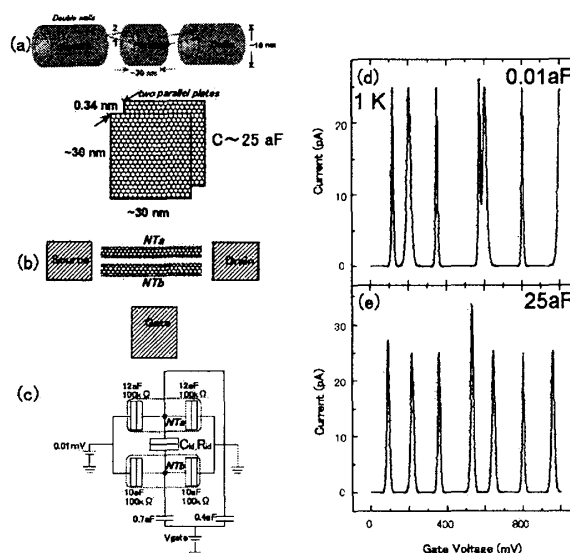 (a)
Double walls
2
1
~10 nm
~30 nm
two parallel plates
0.34 nm
~30 nm
C~25 aF
~30 nm
(b)
NTa
Source
Drain
NTb
Gate
(c)
12aF
100kΩ
12aF
100kΩ
NTa
0.01mV
Cid,Rid
NTb
10aF
100kΩ
10aF
100kΩ
0.7aF
0.4aF
Vgate
(d)
0.01aF
1 K
Current (pA)
20
10
0
(e)
25aF
Current (pA)
30
20
10
0
0
400
800
Gate Voltage (mV)